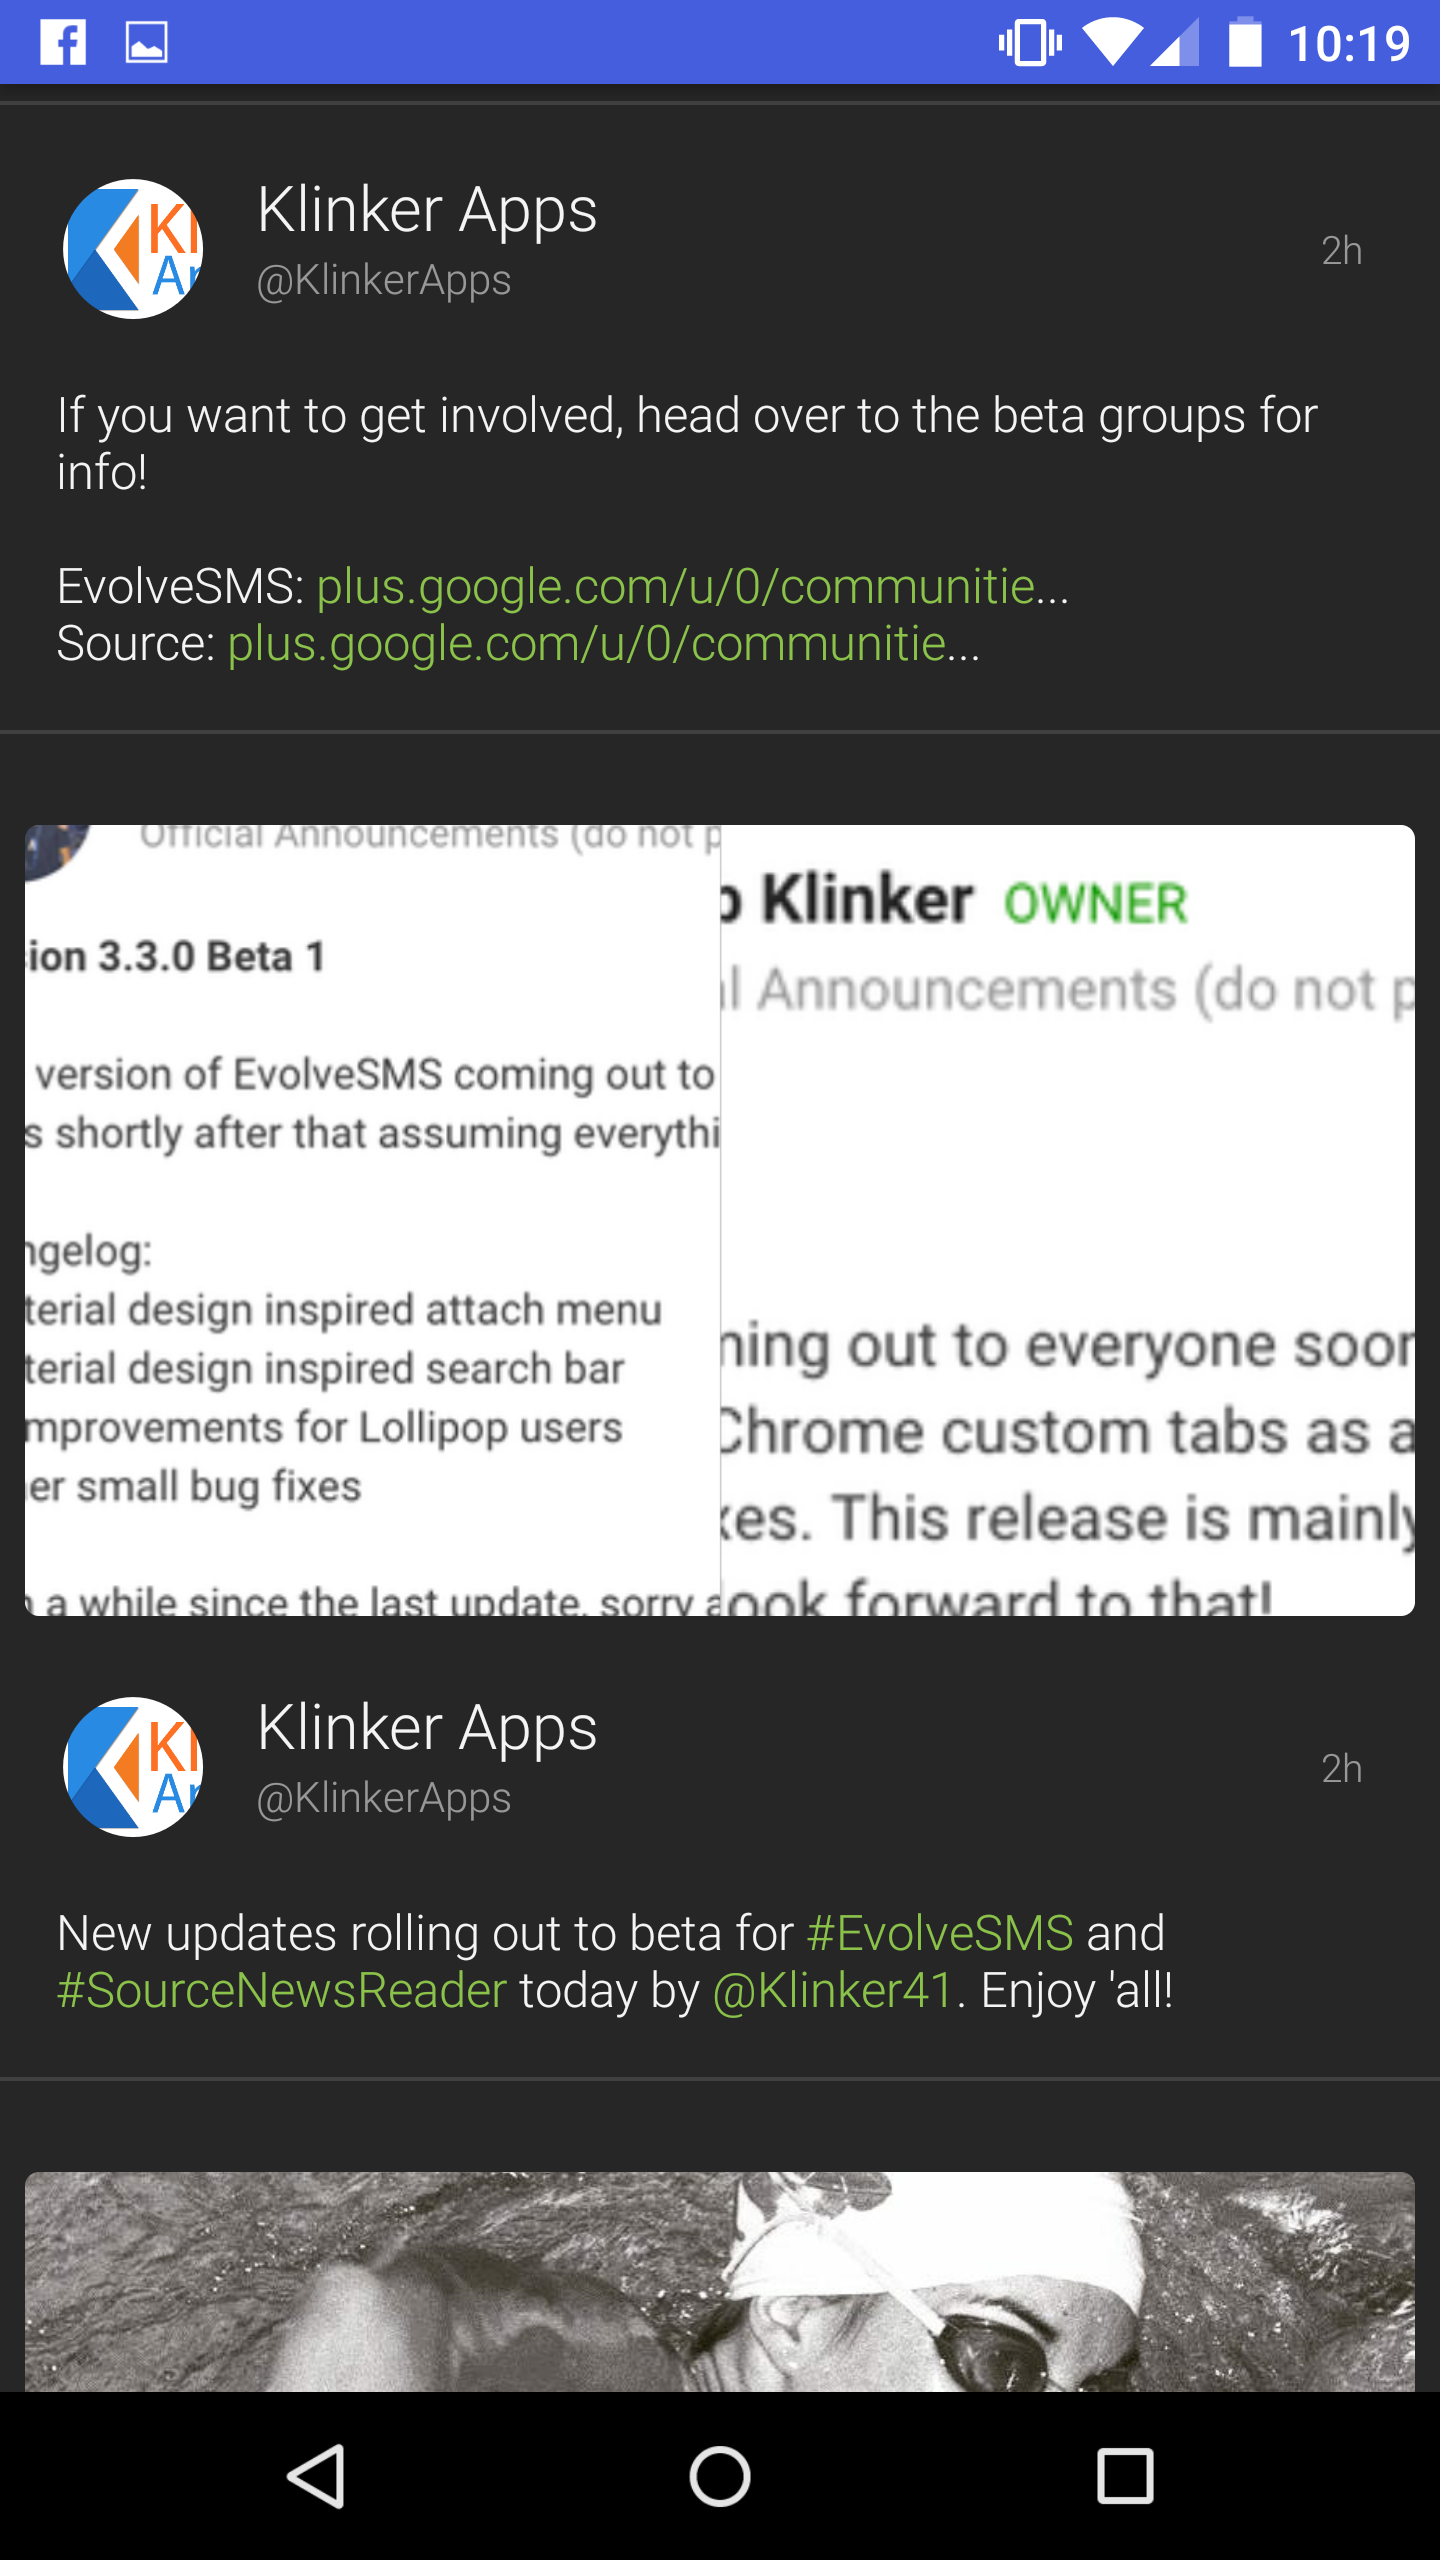 10:19
Klinker Apps
@KlinkerApps
2h
If you want to get involved, head over to the beta groups for
info!
EvolveSMS: plus.google.com/u/0/communitie...
Source: plus.google.com/u/0/communitie...
Official Announcements (do not p
ion 3.3.0 Beta 1
version of EvolveSMS coming out to
s shortly after that assuming everythi
ngelog:
terial design inspired attach menu
terial design inspired search bar
mprovements for Lollipop users
er small bug fixes
a while since the last update, sorry a
Klinker OWNER
l Announcements (do not p
ning out to everyone soon
Chrome custom tabs as a
xes. This release is mainly
ook forward to that!
Klinker Apps
@KlinkerApps
2h
New updates rolling out to beta for #EvolveSMS and
#SourceNewsReader today by @Klinker41. Enjoy 'all!